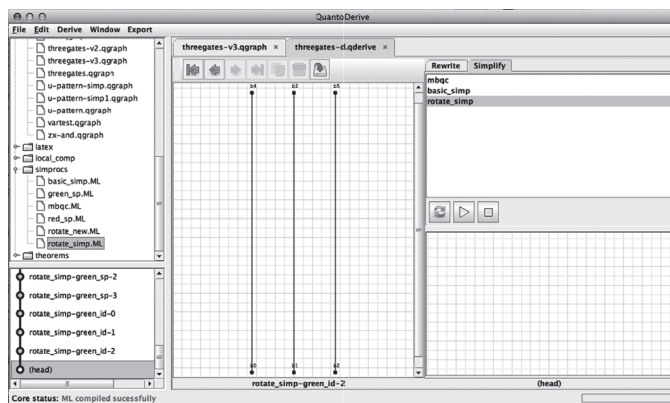 QuantoDerive
File Edit Derive Window Export
threegates-v2.qgraph
threegates-v3.qgraph
threegates.qgraph
u-pattern-simp.qgraph
u-pattern-simp1.qgraph
u-pattern.qgraph
vartest.qgraph
zx-and.qgraph
latex
local_comp
simprocs
basic_simp.ML
green_sp.ML
mbqc.ML
red_sp.ML
rotate_new.ML
rotate_simp.ML
theorems
rotate_simp-green_sp-2
rotate_simp-green_sp-3
rotate_simp-green_id-0
rotate_simp-green_id-1
rotate_simp-green_id-2
(head)
threegates-v3.qgraph
threegates-d.qderive
b4 b3 b5
b0 b1 b2
rotate_simp-green_id-2
Rewrite Simplify
mbqc
basic_simp
rotate_simp
(head)
Core status: ML compiled sucessfully